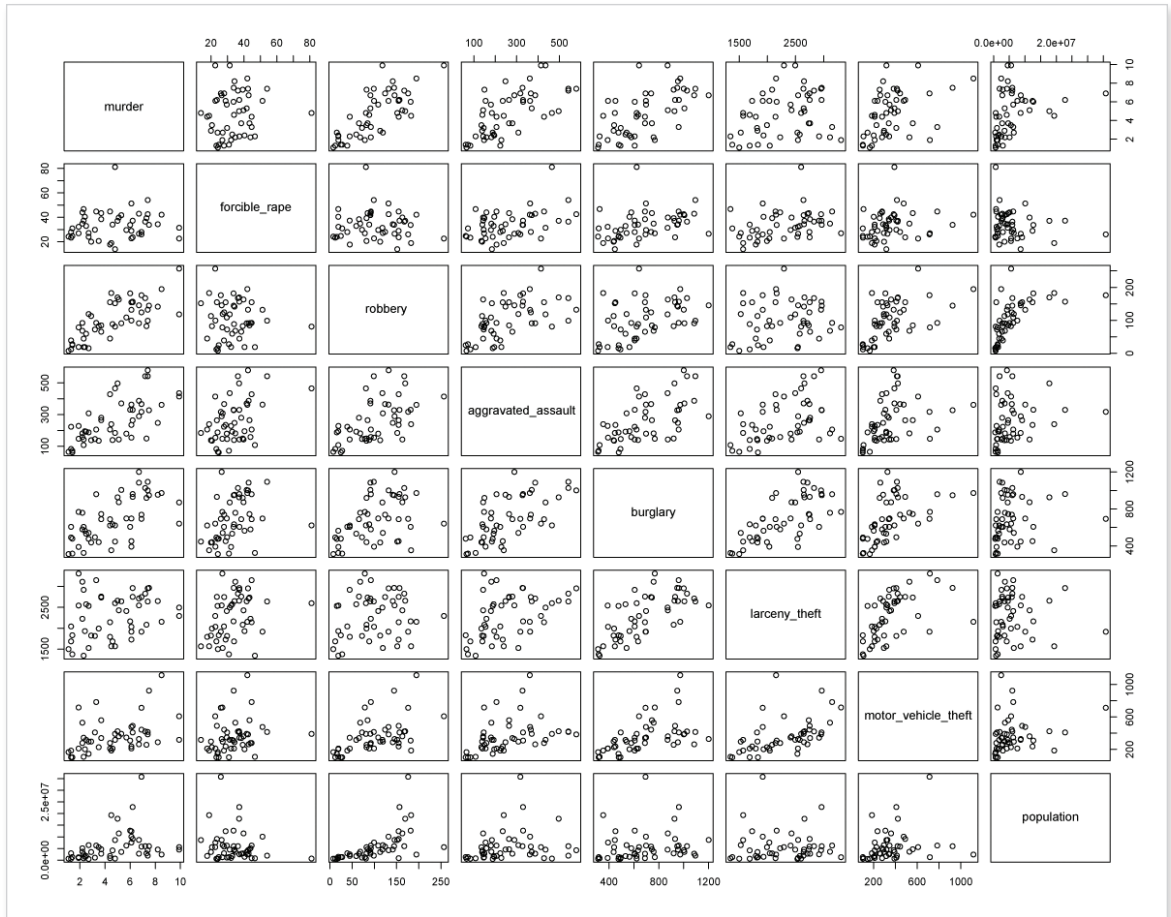 20 40 60 80 100 300 500 1500 2500 0.0e+00 2.0e+07
murder
10
8
6
4
2
80
60
40
20
forcible_rape
robbery
200
100
0
500
300
100
aggravated_assault
burglary
1200
800
400
2500
1500
larceny_theft
motor_vehicle_theft
1000
600
200
2.5e+07
0.0e+00
population
2 4 6 8 10 0 50 100 150 250 400 800 1200 200 600 1000